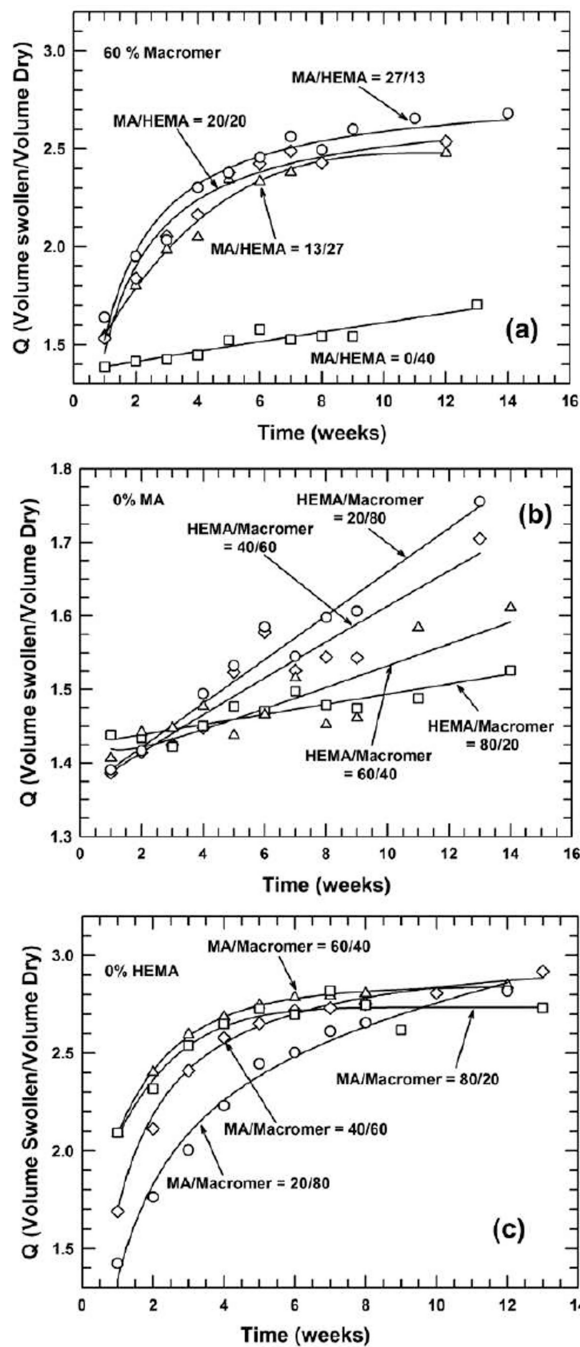 60 % Macromer
MA/HEMA = 27/13
MA/HEMA = 20/20
MA/HEMA = 13/27
MA/HEMA = 0/40
(a)
Q (Volume swollen/Volume Dry)
3.0
2.5
2.0
1.5
0 2 4 6 8 10 12 14 16
Time (weeks)
0% MA
HEMA/Macromer
= 20/80
HEMA/Macromer
= 40/60
HEMA/Macromer
= 60/40
HEMA/Macromer
= 80/20
(b)
Q (Volume swollen/Volume Dry)
1.8
1.7
1.6
1.5
1.4
1.3
0 2 4 6 8 10 12 14 16
Time (weeks)
0% HEMA
MA/Macromer = 60/40
MA/Macromer = 80/20
MA/Macromer = 40/60
MA/Macromer = 20/80
(c)
Q (Volume Swollen/Volume Dry)
3.0
2.5
2.0
1.5
0 2 4 6 8 10 12 14
Time (weeks)